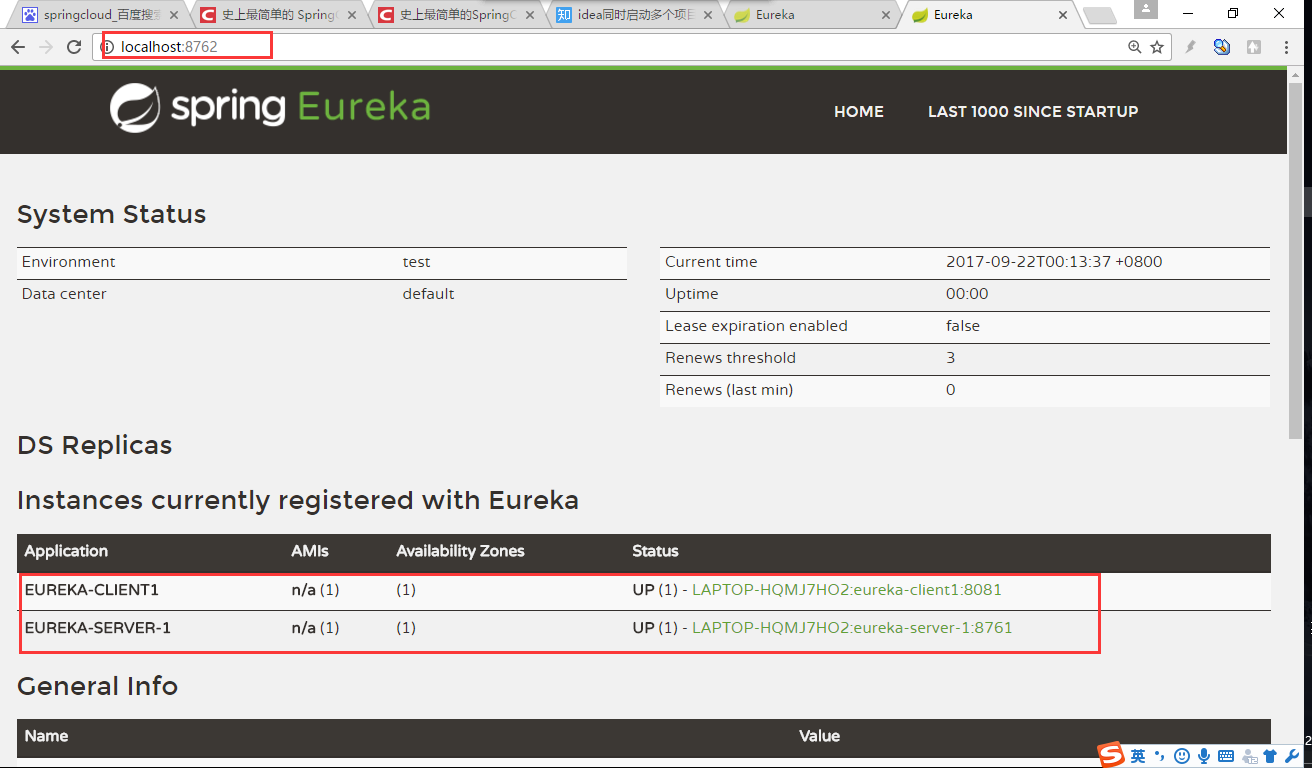 springcloud_百度搜索
史上最简单的 SpringC
史上最简单的SpringC
idea同时启动多个项目
Eureka
Eureka
localhost:8762
spring Eureka
HOME
LAST 1000 SINCE STARTUP
System Status
Environment test
Data center default
Current time 2017-09-22T00:13:37 +0800
Uptime 00:00
Lease expiration enabled false
Renews threshold 3
Renews (last min) 0
DS Replicas
Instances currently registered with Eureka
Application AMIs Availability Zones Status
EUREKA-CLIENT1 n/a (1) (1) UP (1) - LAPTOP-HQMJ7HO2:eureka-client1:8081
EUREKA-SERVER-1 n/a (1) (1) UP (1) - LAPTOP-HQMJ7HO2:eureka-server-1:8761
General Info
Name Value
英